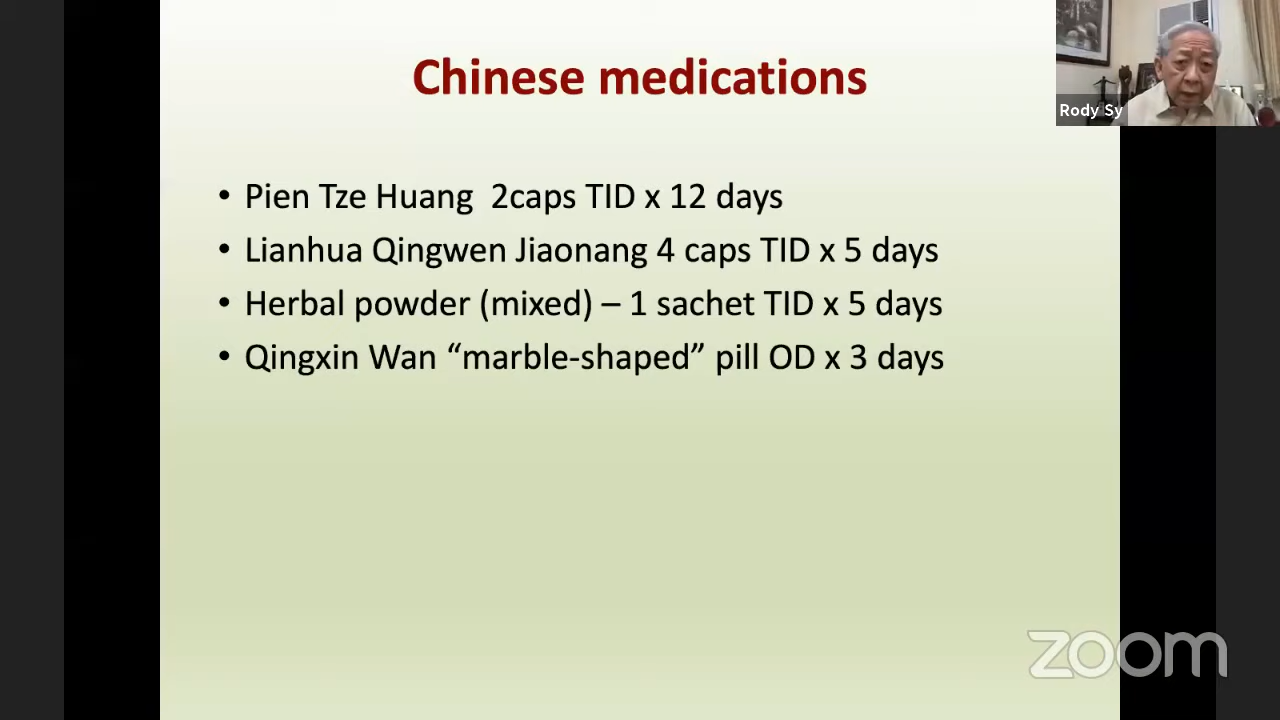 Chinese medications
Rody Sy
• Pien Tze Huang  2caps TID x 12 days
• Lianhua Qingwen Jiaonang 4 caps TID x 5 days
• Herbal powder (mixed) – 1 sachet TID x 5 days
• Qingxin Wan “marble-shaped” pill OD x 3 days
zoom